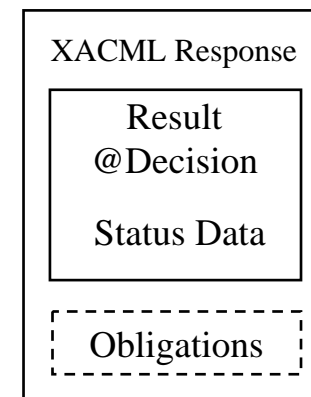 XACML Response
Result
@Decision
Status Data
Obligations